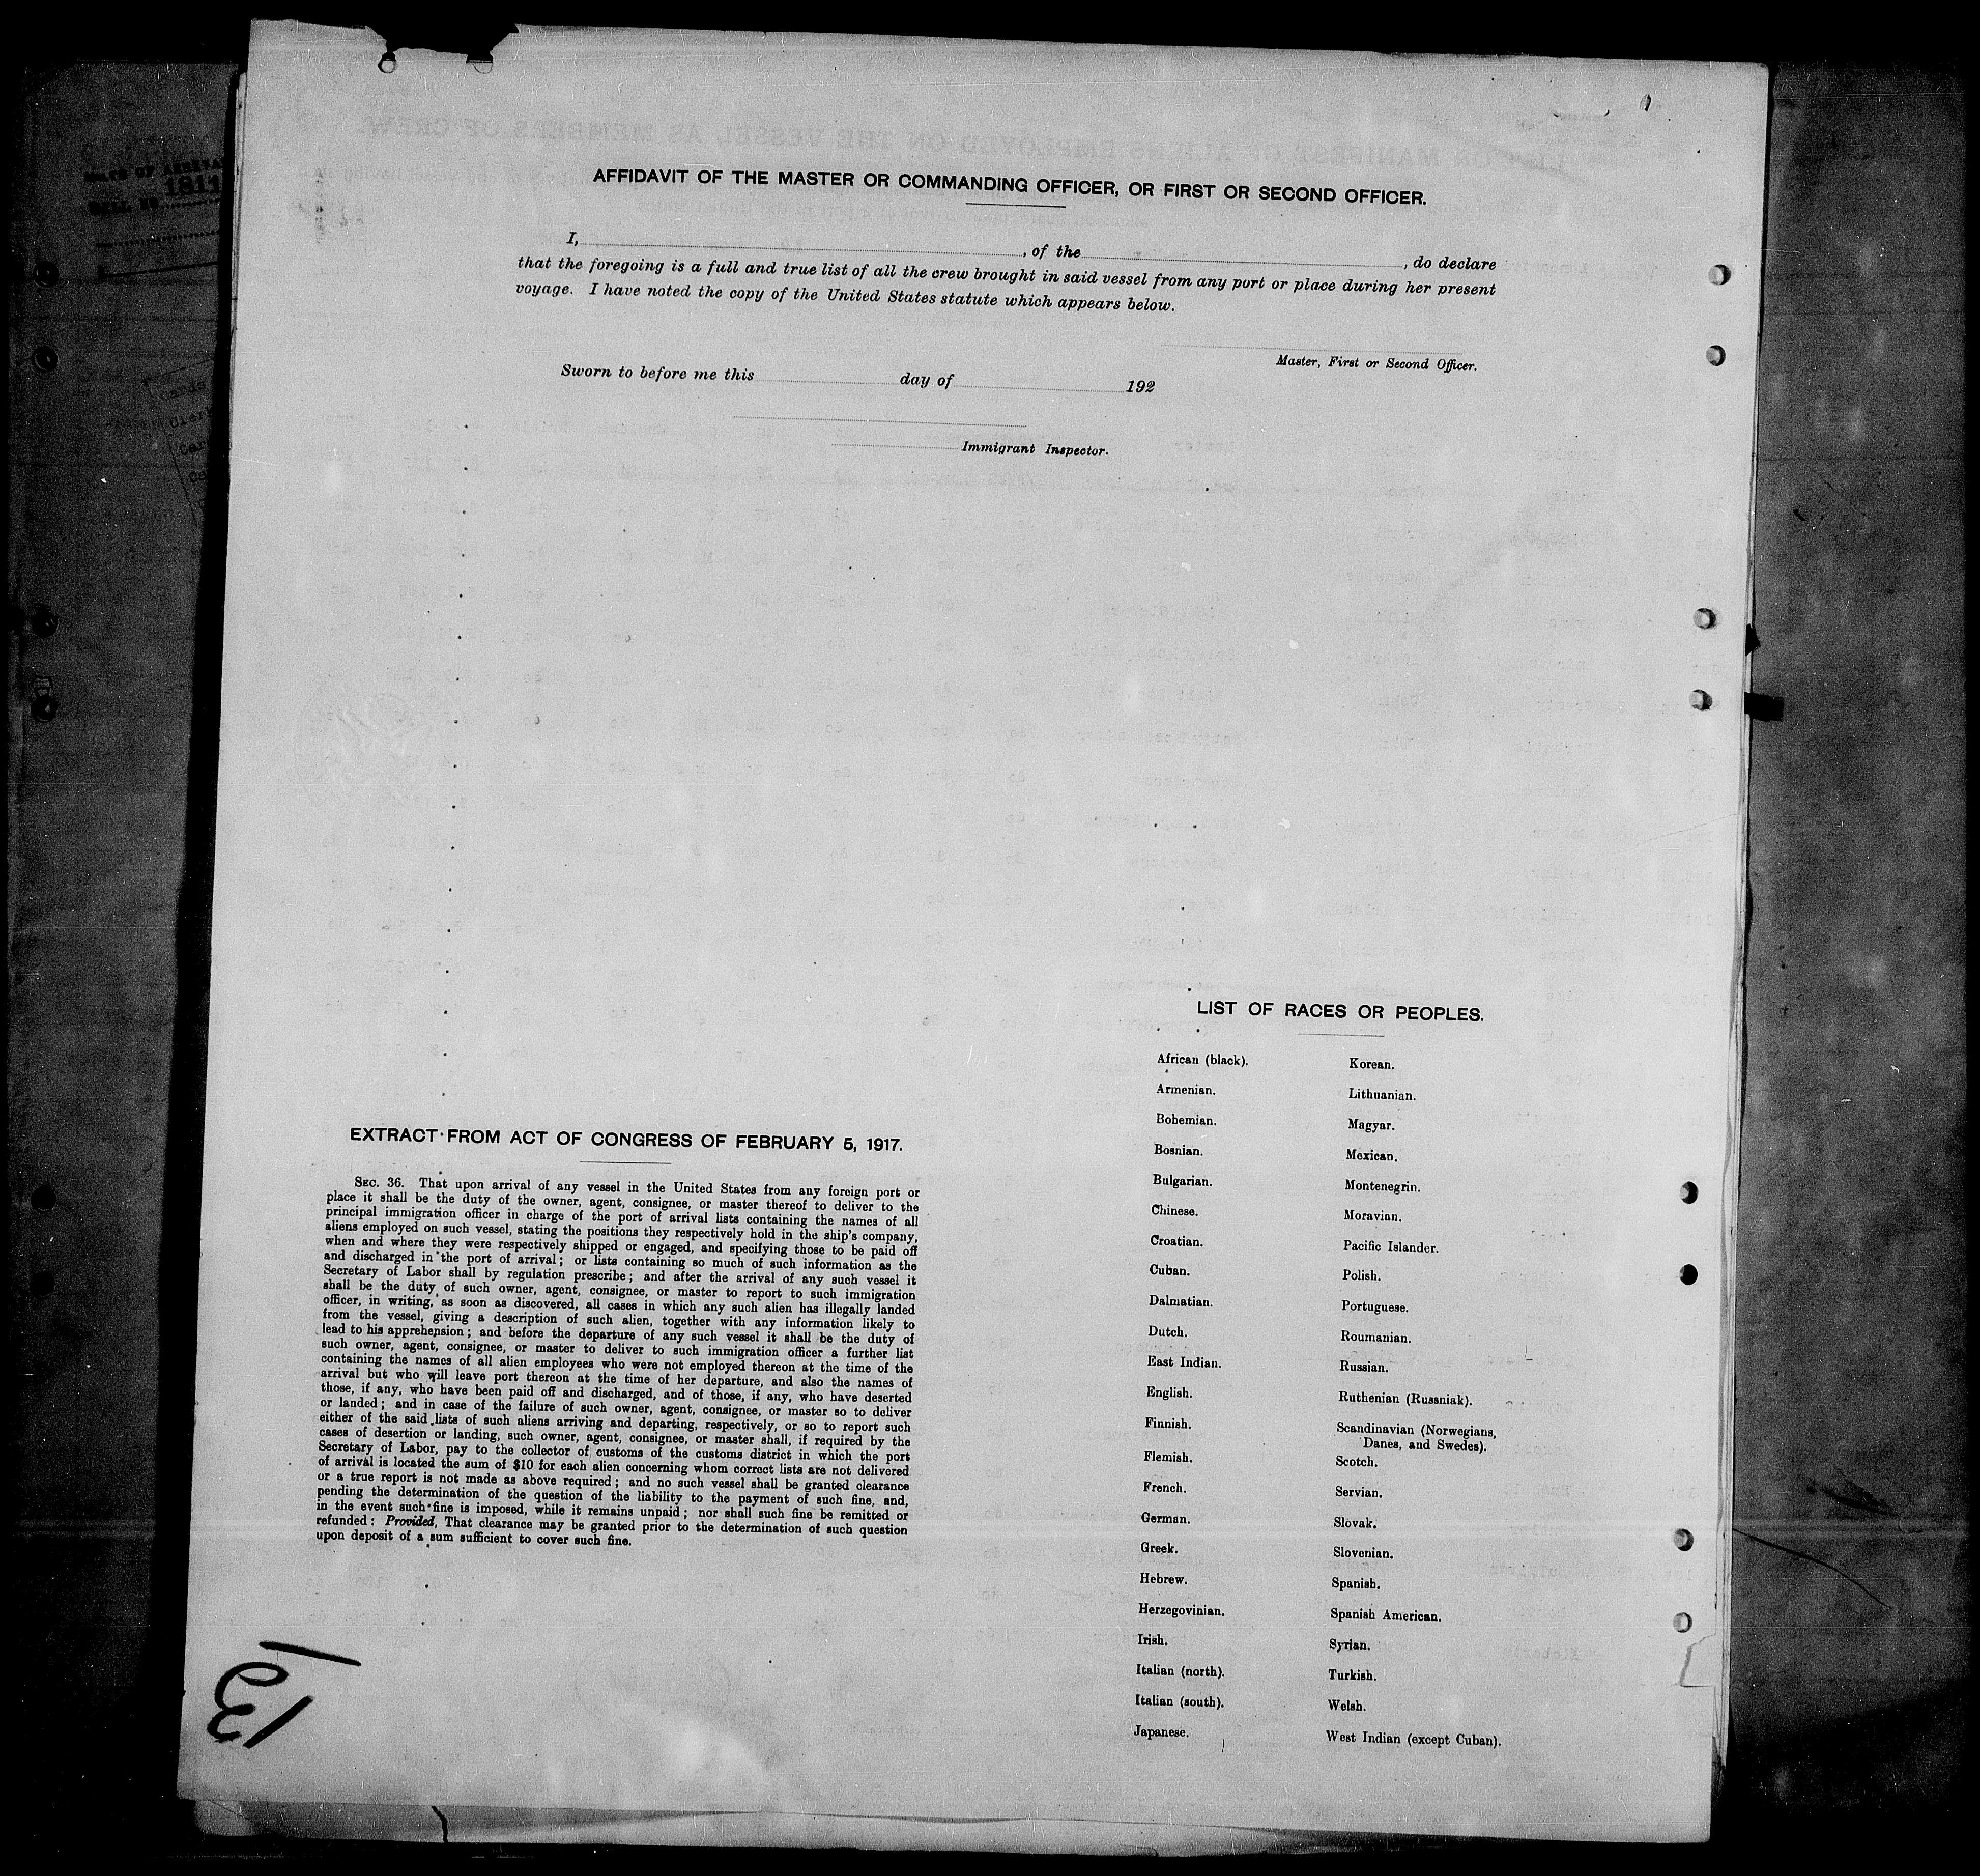 AFFIDAVIT OF THE MASTER OR COMMANDING OFFICER, OR FIRST OR SECOND OFFICER.
I, , of the , do declare
that the foregoing is a full and true list of all the crew brought in said vessel from any port or place during her present
voyage. I have noted the copy of the United States statute which appears below.
Master, First or Second Officer.
Sworn to before me this day of 192
Immigrant Inspector.
EXTRACT FROM ACT OF CONGRESS OF FEBRUARY 5, 1917.
SEC. 36. That upon arrival of any vessel in the United States from any foreign port or
place it shall be the duty of the owner, agent, consignee, or master thereof to deliver to the
principal immigration officer in charge of the port of arrival lists containing the names of all
aliens employed on such vessel, stating the positions they respectively hold in the ship's company,
when and where they were respectively shipped or engaged, and specifying those to be paid off
and discharged in the port of arrival; or lists containing so much of such information as the
Secretary of Labor shall by regulation prescribe; and after the arrival of any such vessel it
shall be the duty of such owner, agent, consignee, or master to report to such immigration
officer, in writing, as soon as discovered, all cases in which any such alien has illegally landed
from the vessel, giving a description of such alien, together with any information likely to
lead to his apprehension; and before the departure of any such vessel it shall be the duty of
such owner, agent, consignee, or master to deliver to such immigration officer a further list
containing the names of all alien employees who were not employed thereon at the time of the
arrival but who will leave port thereon at the time of her departure, and also the names of
those, if any, who have been paid off and discharged, and of those, if any, who have deserted
or landed; and in case of the failure of such owner, agent, consignee, or master so to deliver
either of the said lists of such aliens arriving and departing, respectively, or so to report such
cases of desertion or landing, such owner, agent, consignee, or master shall, if required by the
Secretary of Labor, pay to the collector of customs of the customs district in which the port
of arrival is located the sum of $10 for each alien concerning whom correct lists are not delivered
or a true report is not made as above required; and no such vessel shall be granted clearance
pending the determination of the question of the liability to the payment of such fine, and,
in the event such fine is imposed, while it remains unpaid; nor shall such fine be remitted or
refunded: Provided, That clearance may be granted prior to the determination of such question
upon deposit of a sum sufficient to cover such fine.
LIST OF RACES OR PEOPLES.
African (black).
Armenian.
Bohemian.
Bosnian.
Bulgarian.
Chinese.
Croatian.
Cuban.
Dalmatian.
Dutch.
East Indian.
English.
Finnish.
Flemish.
French.
German.
Greek.
Hebrew.
Herzegovinian.
Irish.
Italian (north).
Italian (south).
Japanese.
Korean.
Lithuanian.
Magyar.
Mexican.
Montenegrin.
Moravian.
Pacific Islander.
Polish.
Portuguese.
Roumanian.
Russian.
Ruthenian (Russniak).
Scandinavian (Norwegians,
Danes, and Swedes).
Scotch.
Servian.
Slovak.
Slovenian.
Spanish.
Spanish American.
Syrian.
Turkish.
Welsh.
West Indian (except Cuban).
13